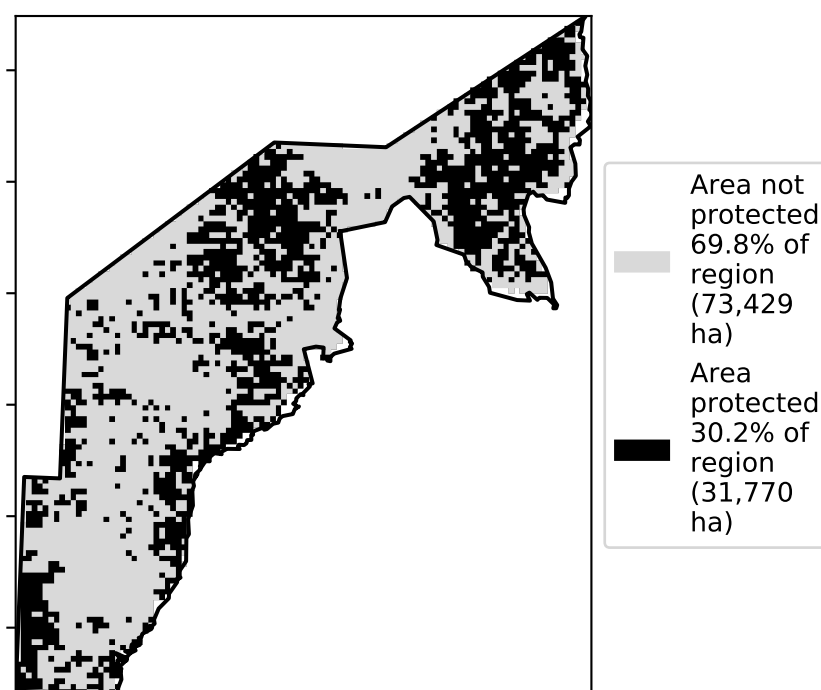 Area not
protected
69.8% of
region
(73,429
ha)
Area
protected
30.2% of
region
(31,770
ha)